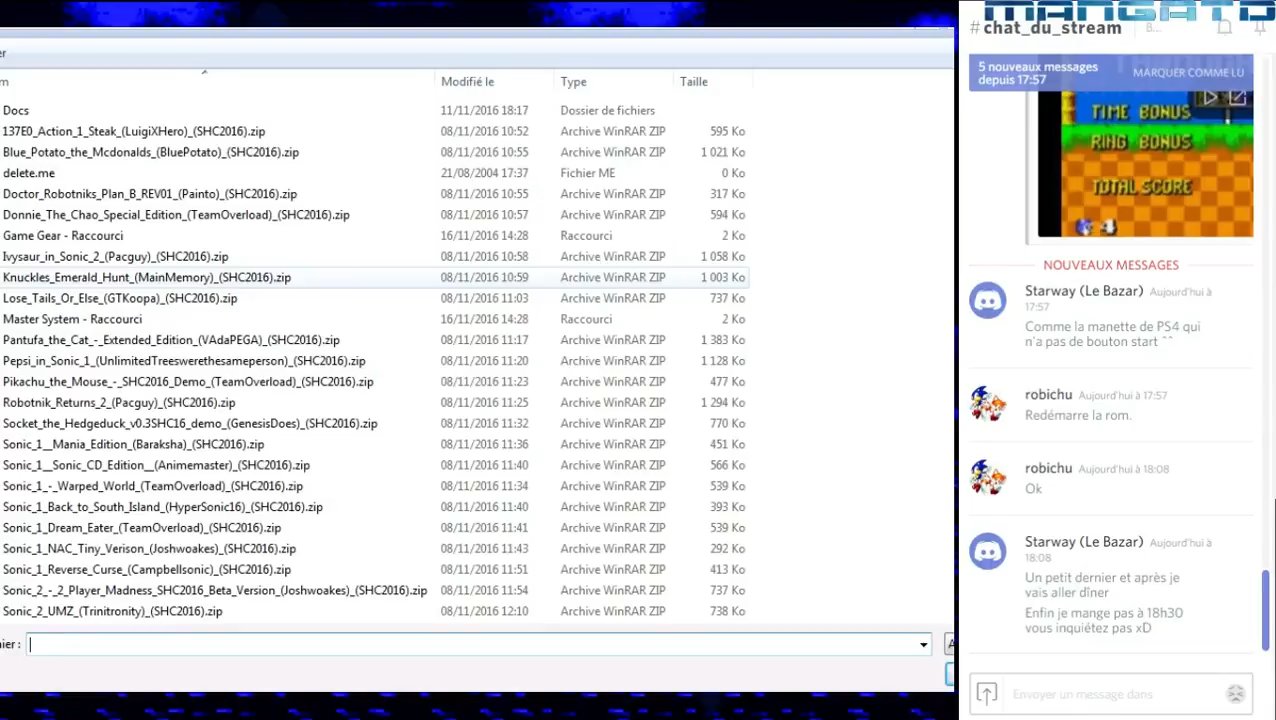 er
m Modifié le Type Taille
Docs 11/11/2016 18:17 Dossier de fichiers
137E0_Action_1_Steak_(LuigiXHero)_(SHC2016).zip 08/11/2016 10:52 Archive WinRAR ZIP 595 Ko
Blue_Potato_the_Mcdonalds_(BluePotato)_(SHC2016).zip 08/11/2016 10:55 Archive WinRAR ZIP 1 021 Ko
delete.me 21/08/2004 17:37 Fichier ME 0 Ko
Doctor_Robotniks_Plan_B_REV01_(Painto)_(SHC2016).zip 08/11/2016 10:55 Archive WinRAR ZIP 317 Ko
Donnie_The_Chao_Special_Edition_(TeamOverload)_(SHC2016).zip 08/11/2016 10:57 Archive WinRAR ZIP 594 Ko
Game Gear - Raccourci 16/11/2016 14:28 Raccourci 2 Ko
Ivysaur_in_Sonic_2_(Pacguy)_(SHC2016).zip 08/11/2016 10:58 Archive WinRAR ZIP 1 058 Ko
Knuckles_Emerald_Hunt_(MainMemory)_(SHC2016).zip 08/11/2016 10:59 Archive WinRAR ZIP 1 003 Ko
Lose_Tails_Or_Else_(GTKoopa)_(SHC2016).zip 08/11/2016 11:03 Archive WinRAR ZIP 737 Ko
Master System - Raccourci 16/11/2016 14:28 Raccourci 2 Ko
Pantufa_the_Cat_-_Extended_Edition_(VAdaPEGA)_(SHC2016).zip 08/11/2016 11:17 Archive WinRAR ZIP 1 383 Ko
Pepsi_in_Sonic_1_(UnlimitedTreeswerethesameperson)_(SHC2016).zip 08/11/2016 11:20 Archive WinRAR ZIP 1 128 Ko
Pikachu_the_Mouse_-_SHC2016_Demo_(TeamOverload)_(SHC2016).zip 08/11/2016 11:23 Archive WinRAR ZIP 477 Ko
Robotnik_Returns_2_(Pacguy)_(SHC2016).zip 08/11/2016 11:25 Archive WinRAR ZIP 1 294 Ko
Socket_the_Hedgeduck_v0.3SHC16_demo_(GenesisDoes)_(SHC2016).zip 08/11/2016 11:32 Archive WinRAR ZIP 770 Ko
Sonic_1__Mania_Edition_(Baraksha)_(SHC2016).zip 08/11/2016 11:36 Archive WinRAR ZIP 451 Ko
Sonic_1__Sonic_CD_Edition__(Animemaster)_(SHC2016).zip 08/11/2016 11:40 Archive WinRAR ZIP 566 Ko
Sonic_1_-_Warped_World_(TeamOverload)_(SHC2016).zip 08/11/2016 11:34 Archive WinRAR ZIP 539 Ko
Sonic_1_Back_to_South_Island_(HyperSonic16)_(SHC2016).zip 08/11/2016 11:40 Archive WinRAR ZIP 393 Ko
Sonic_1_Dream_Eater_(TeamOverload)_(SHC2016).zip 08/11/2016 11:41 Archive WinRAR ZIP 539 Ko
Sonic_1_NAC_Tiny_Verison_(Joshwoakes)_(SHC2016).zip 08/11/2016 11:43 Archive WinRAR ZIP 292 Ko
Sonic_1_Reverse_Curse_(Campbellsonic)_(SHC2016).zip 08/11/2016 11:51 Archive WinRAR ZIP 413 Ko
Sonic_2_-_2_Player_Madness_SHC2016_Beta_Version_(Joshwoakes)_(SHC2016).zip 08/11/2016 11:54 Archive WinRAR ZIP 737 Ko
Sonic_2_UMZ_(Trinitronity)_(SHC2016).zip 08/11/2016 12:10 Archive WinRAR ZIP 738 Ko
ier :
MANGATD
#chat_du_stream B...
5 nouveaux messages
depuis 17:57
MARQUER COMME LU
TIME BONUS
RING BONUS
TOTAL SCORE
NOUVEAUX MESSAGES
Starway (Le Bazar) Aujourd'hui à
17:57
Comme la manette de PS4 qui
n'a pas de bouton start ^^
robichu Aujourd'hui à 17:57
Redémarre la rom.
robichu Aujourd'hui à 18:08
Ok
Starway (Le Bazar) Aujourd'hui à
18:08
Un petit dernier et après je
vais aller dîner
Enfin je mange pas à 18h30
vous inquiétez pas xD
Envoyer un message dans